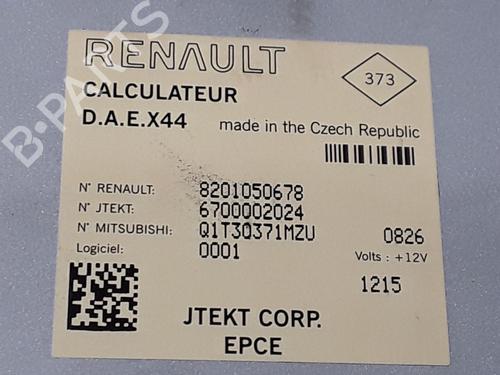 RENAULT
373
CALCULATEUR
D.A.E.X44 made in the Czech Republic
N° RENAULT: 8201050678
N° JTEKT: 6700002024
N° MITSUBISHI: Q1T3Q371MZU 0826
Logiciel: 0001 Volts : +12V
1215
JTEKT CORP.
EPCE
B-PARTS